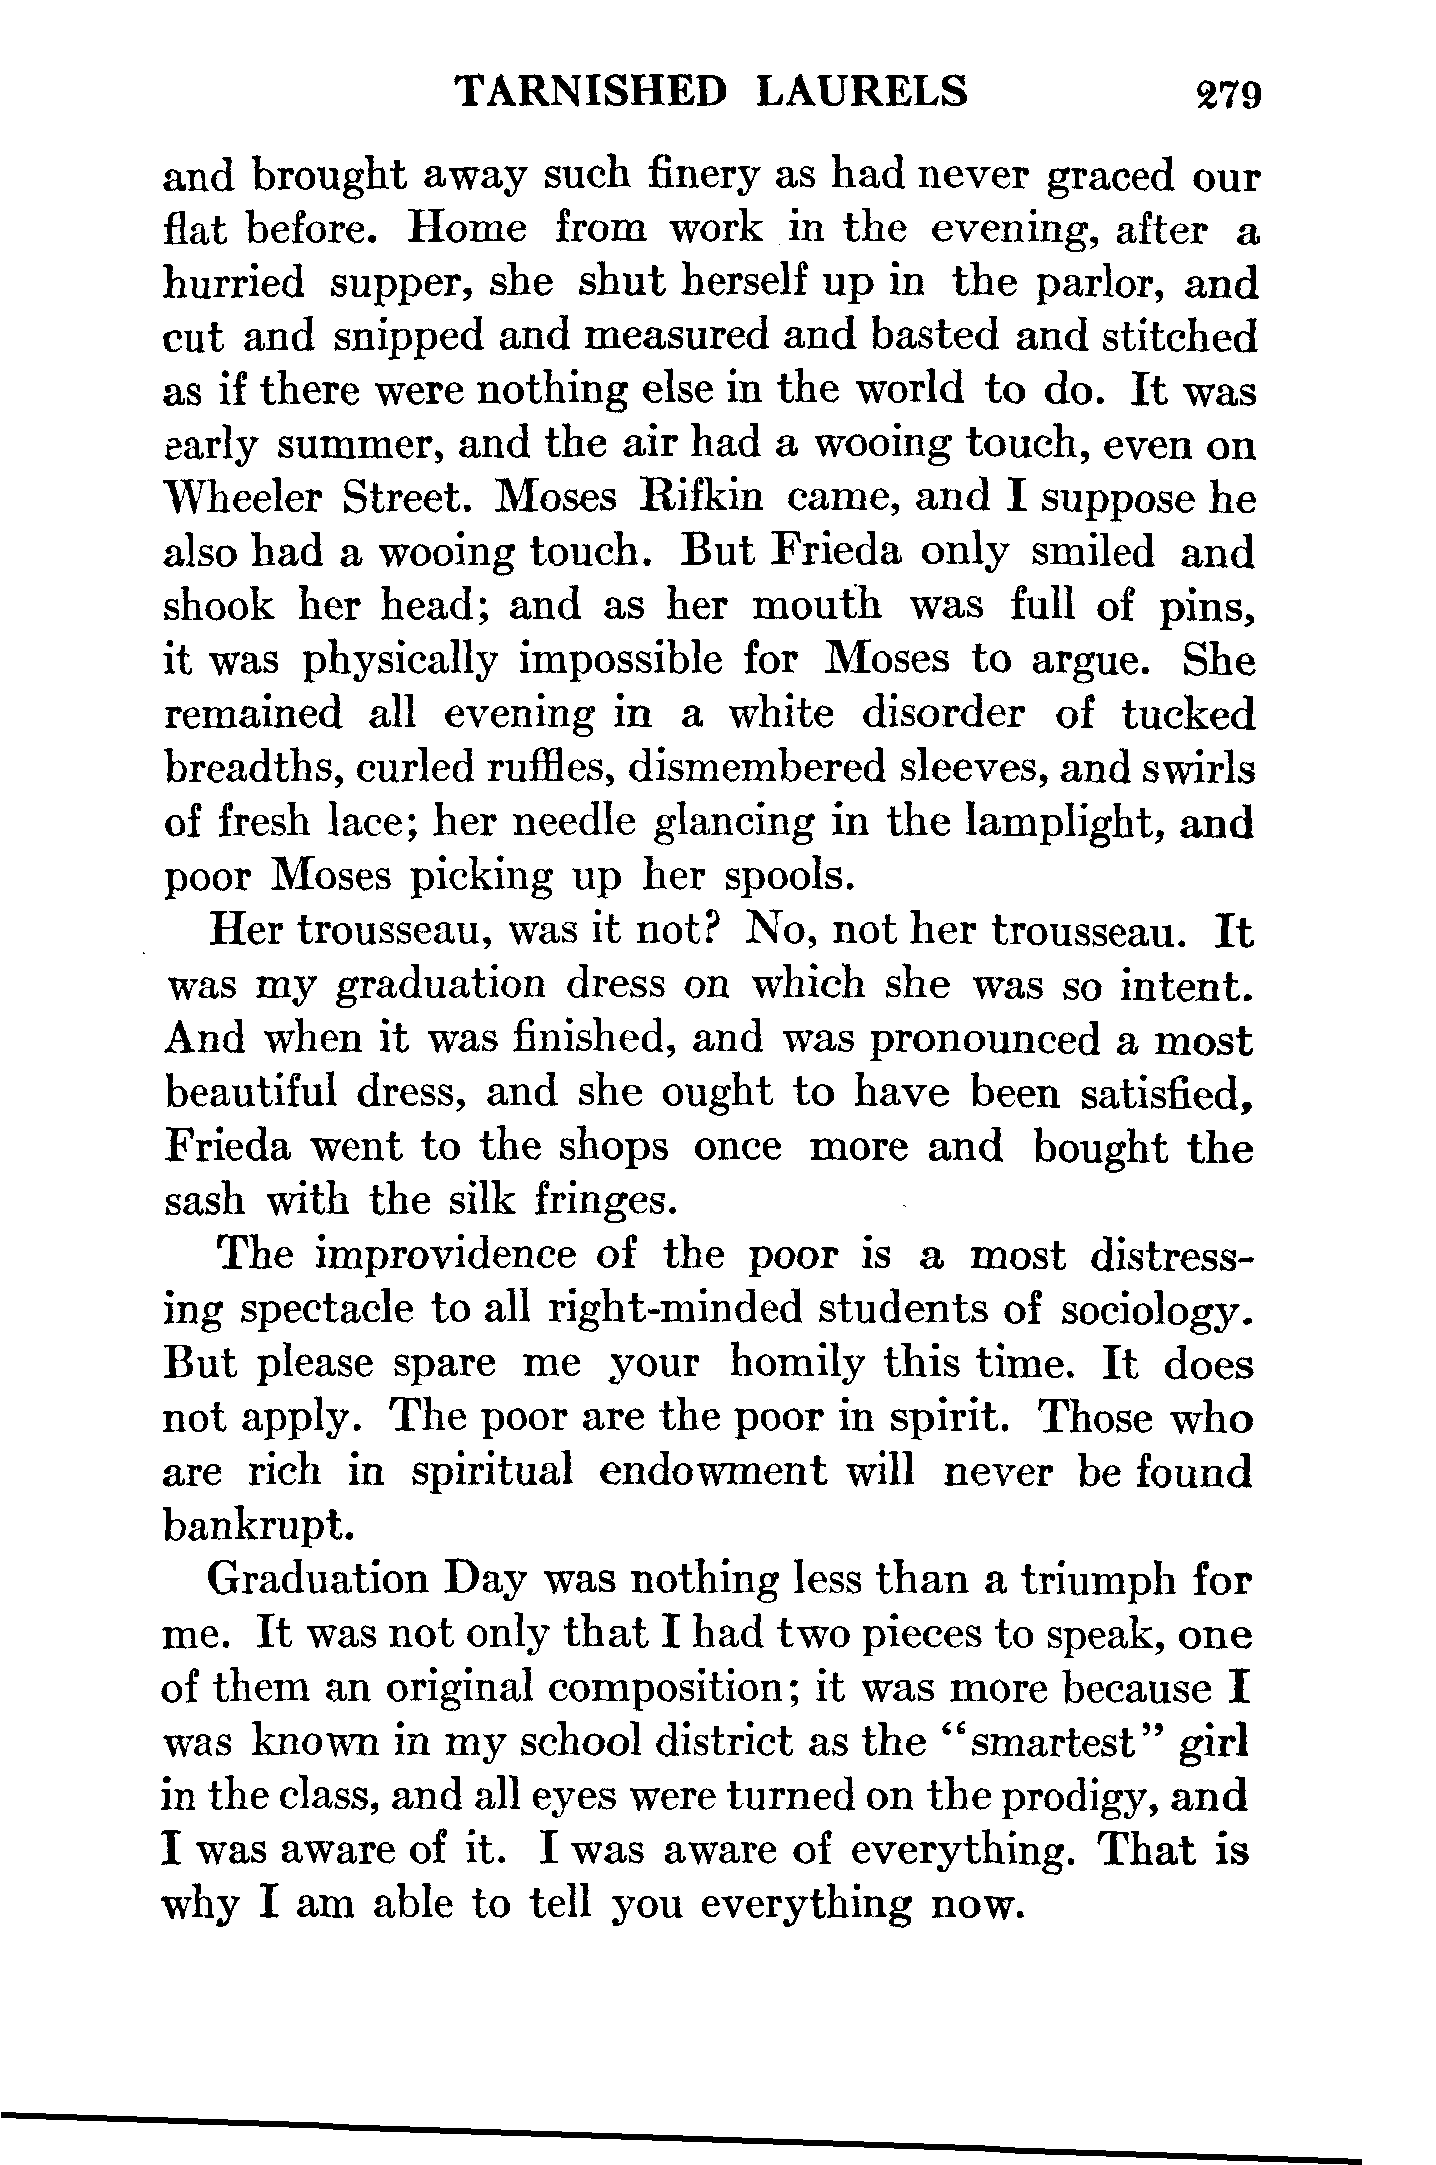 TARNISHED LAURELS 279
and brought away such finery as had never graced our
flat before. Home from work in the evening, after a
hurried supper, she shut herself up in the parlor, and
cut and snipped and measured and basted and stitched
as if there were nothing else in the world to do. It was
early summer, and the air had a wooing touch, even on
Wheeler Street. Moses Rifkin came, and I suppose he
also had a wooing touch. But Frieda only smiled and
shook her head; and as her mouth was full of pins,
it was physically impossible for Moses to argue. She
remained all evening in a white disorder of tucked
breadths, curled ruffles, dismembered sleeves, and swirls
of fresh lace; her needle glancing in the lamplight, and
poor Moses picking up her spools.
Her trousseau, was it not? No, not her trousseau. It
was my graduation dress on which she was so intent.
And when it was finished, and was pronounced a most
beautiful dress, and she ought to have been satisfied,
Frieda went to the shops once more and bought the
sash with the silk fringes.
The improvidence of the poor is a most distress-
ing spectacle to all right-minded students of sociology.
But please spare me your homily this time. It does
not apply. The poor are the poor in spirit. Those who
are rich in spiritual endowment will never be found
bankrupt.
Graduation Day was nothing less than a triumph for
me. It was not only that I had two pieces to speak, one
of them an original composition; it was more because I
was known in my school district as the "smartest" girl
in the class, and all eyes were turned on the prodigy, and
I was aware of it. I was aware of everything. That is
why I am able to tell you everything now.